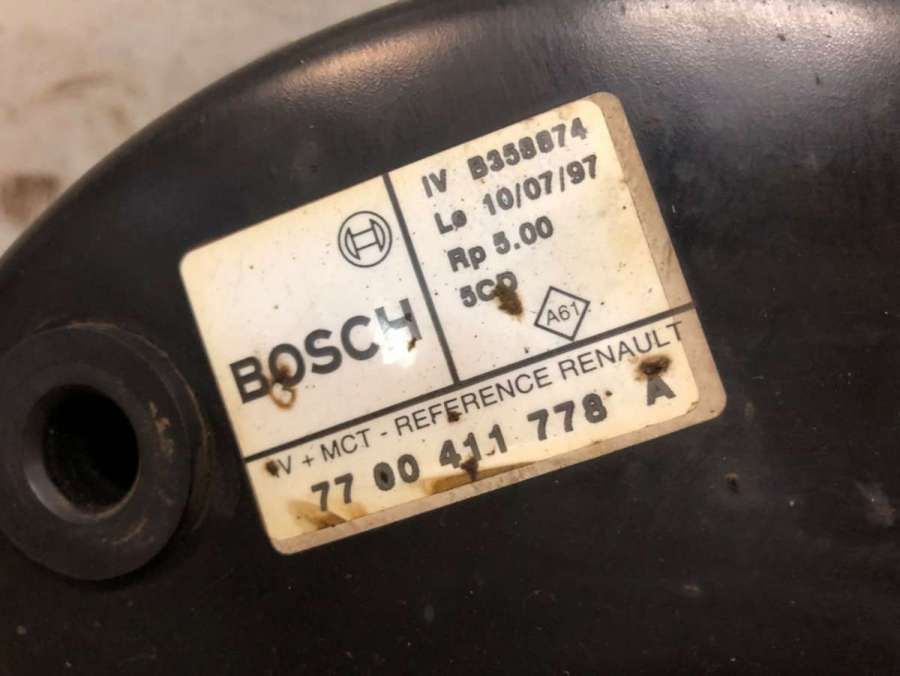 BOSCH
IV B358874
Le 10/07/97
Rp 5.00
5CD
A61
IV + MCT - REFERENCE RENAULT
77 00 411 778 A